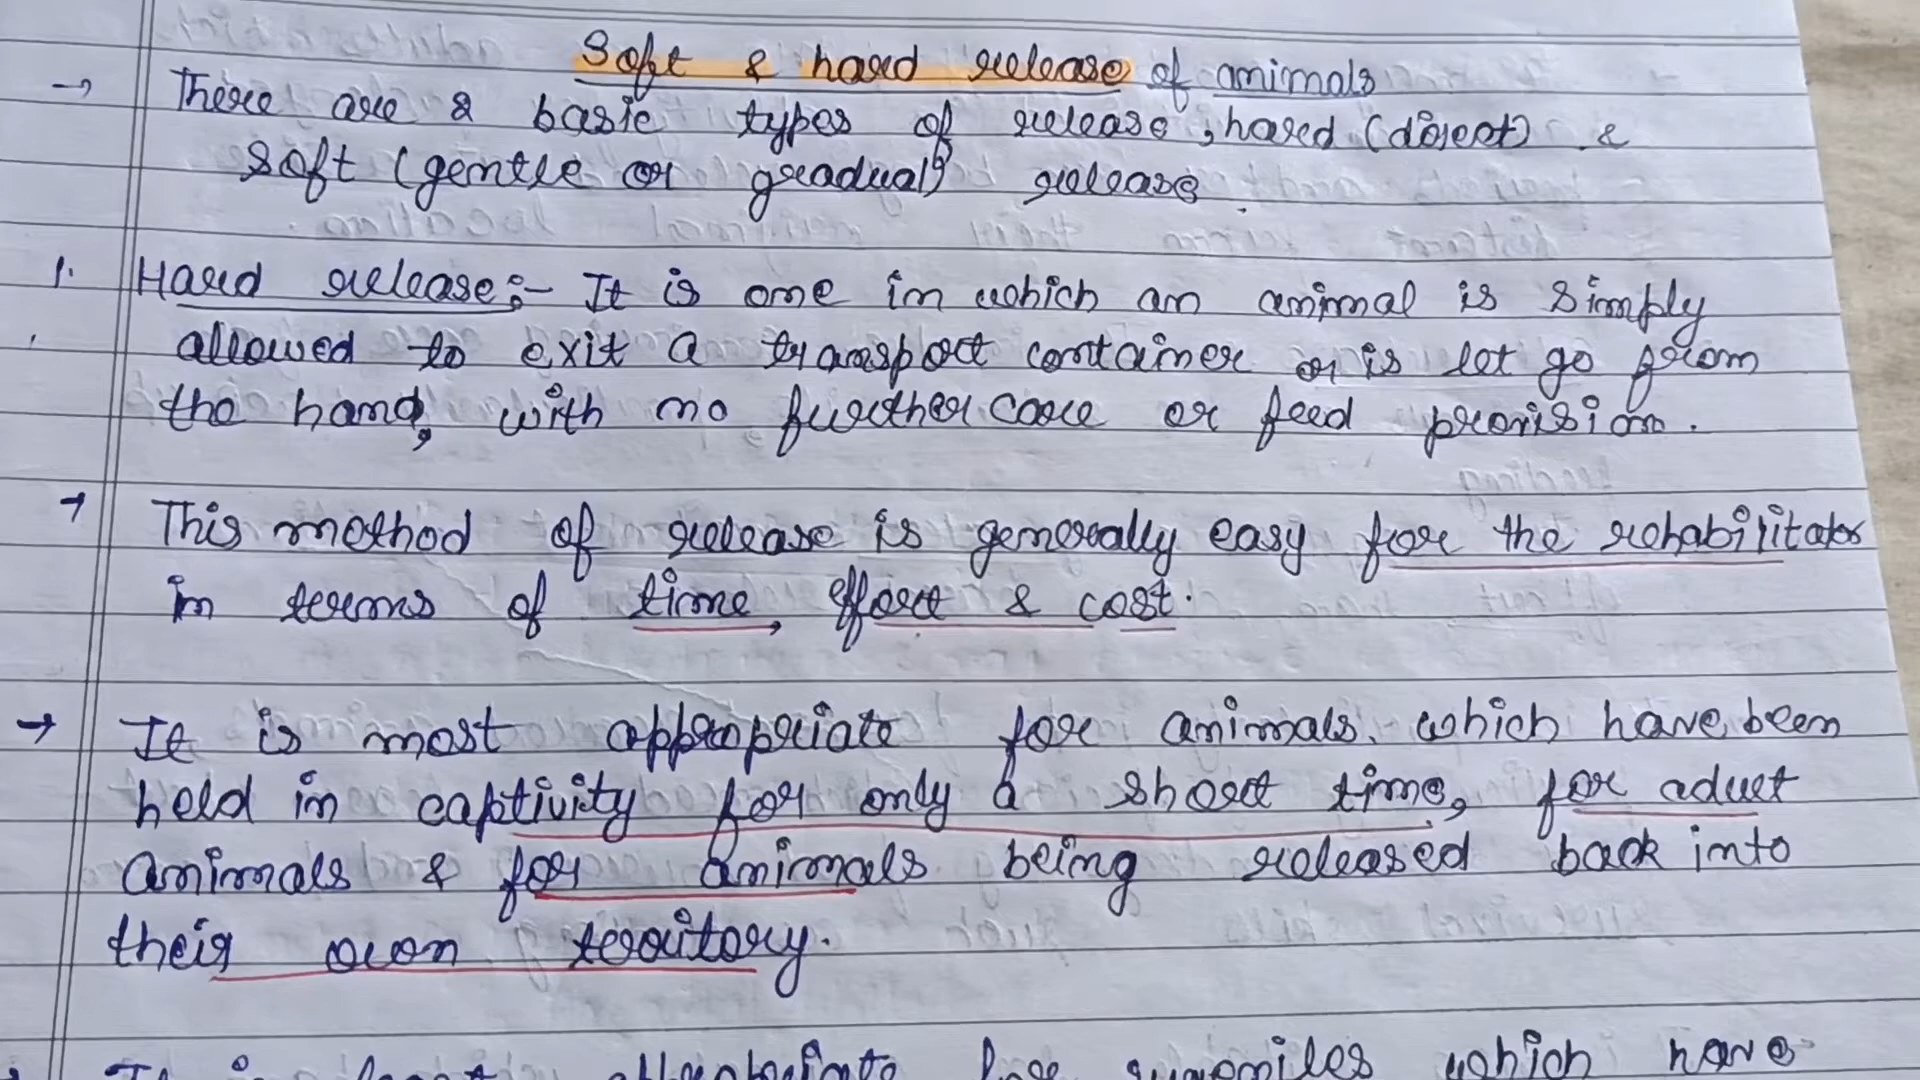 Soft & hard release of animals
→ There are 2 basic types of release, hard (direct) &
soft (gentle or gradual) release.
1. Hard release:- It is one in which an animal is simply
allowed to exit a transport container or is let go from
the hand, with no further care or feed provision.
→ This method of release is generally easy for the rehabilitator
in terms of time, effort & cost.
→ It is most appropriate for animals which have been
held in captivity for only a short time, for adult
animals & for animals being released back into
their own territory.
juveniles which have